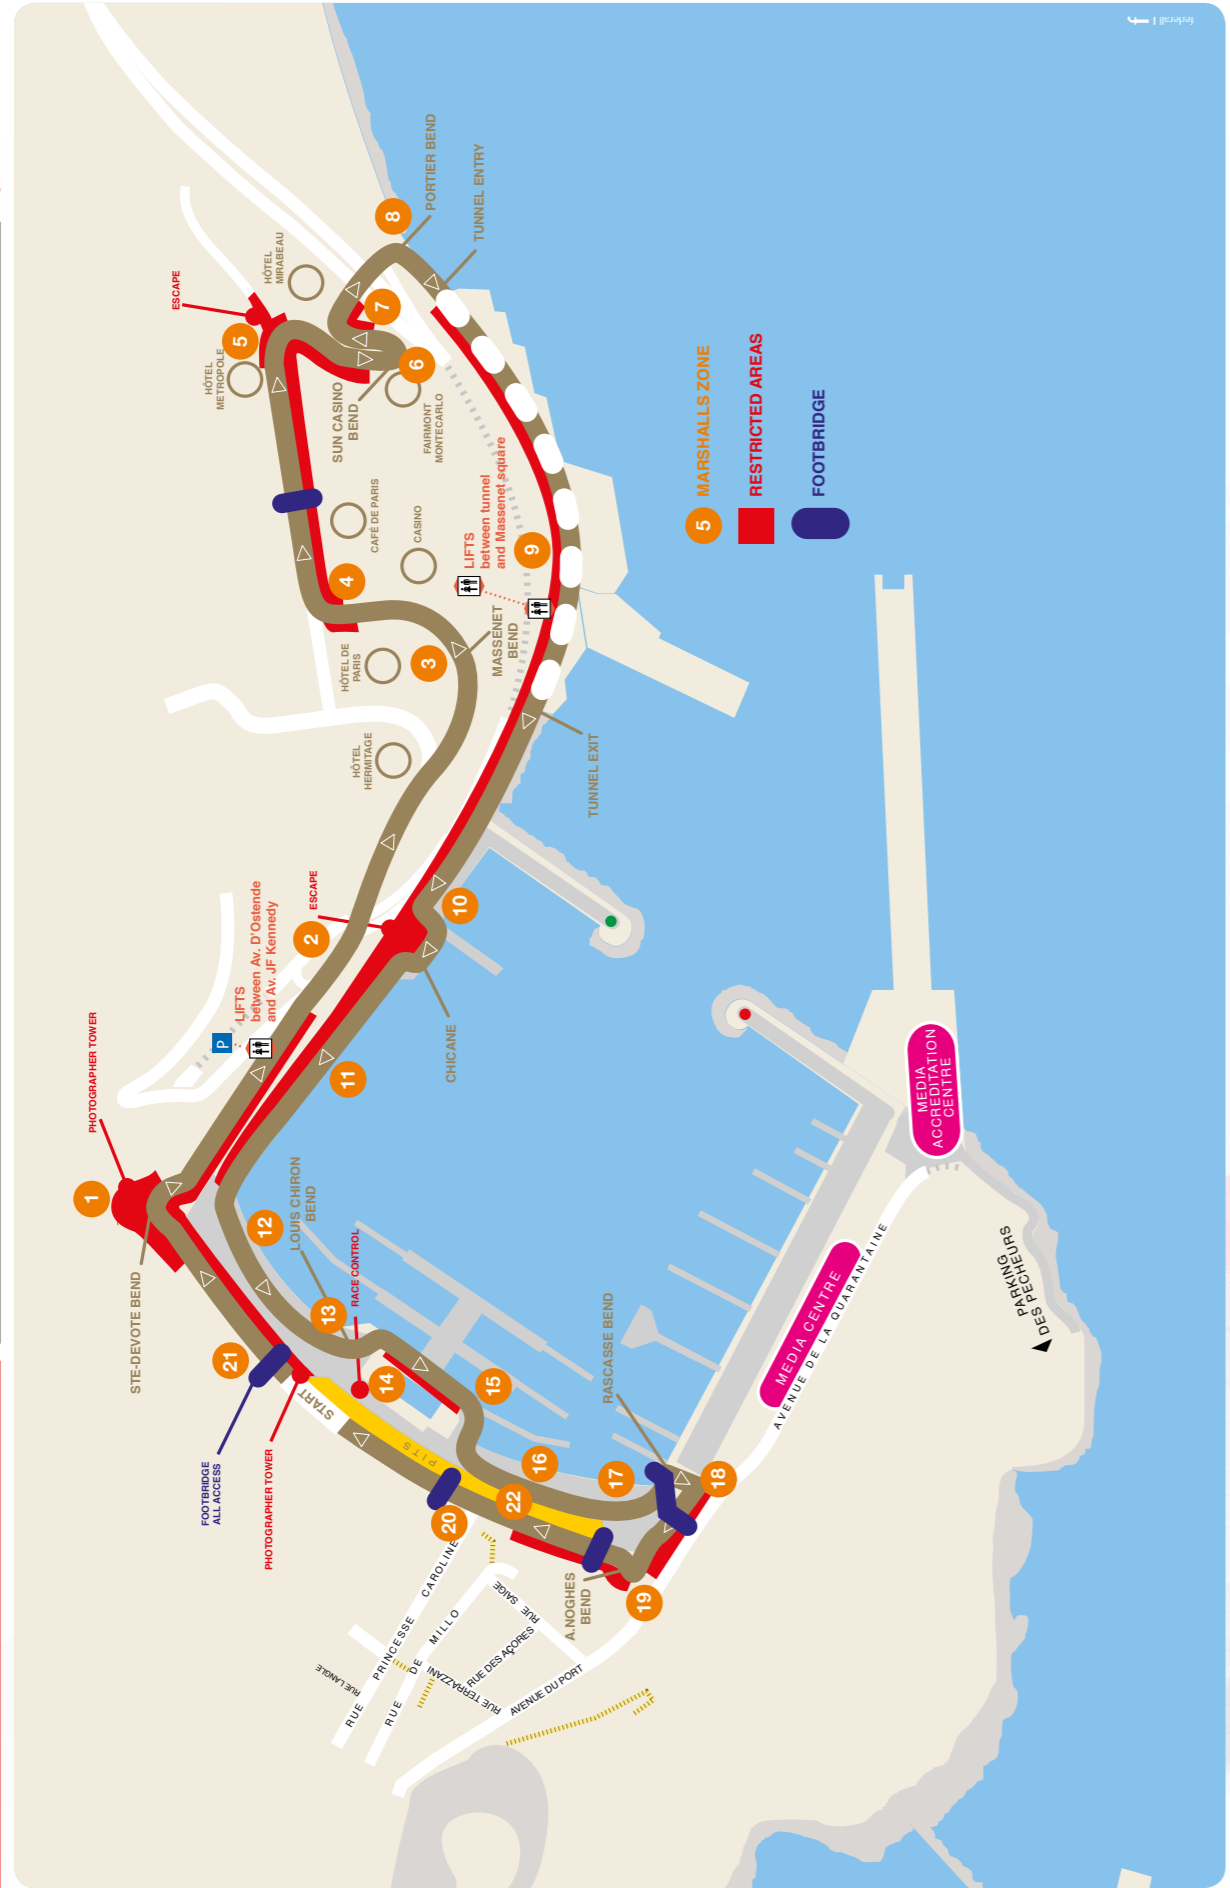 8
PORTIER BEND
TUNNEL ENTRY
HÔTEL
MIRABEAU
ESCAPE
7
5
HÔTEL
METROPOLE
6
SUN CASINO
BEND
FAIRMONT
MONTECARLO
CAFÉ DE PARIS
CASINO
LIFTS
between tunnel
and Massenet square
9
4
MASSENET
BEND
3
HÔTEL DE
PARIS
HÔTEL
HERMITAGE
TUNNEL EXIT
5
MARSHALLS ZONE
RESTRICTED AREAS
FOOTBRIDGE
ESCAPE
10
2
LIFTS
between Av. D'Ostende
and Av. JF Kennedy
P
CHICANE
11
PHOTOGRAPHER TOWER
1
STE-DEVOTE BEND
12
LOUIS CHIRON
BEND
RACE CONTROL
13
14
15
21
START
PITS
FOOTBRIDGE
ALL ACCESS
PHOTOGRAPHER TOWER
20
22
16
17
RASCASSE BEND
18
19
A.NOGHES
BEND
MEDIA
ACCREDITATION
CENTRE
MEDIA CENTRE
AVENUE DE LA QUARANTAINE
PARKING
DES PECHEURS
RUE PRINCESSE CAROLINE
RUE DE MILLO
RUE SAIGE
RUE DES AÇORES
RUE TERRAZZANI
RUE LANGLE
AVENUE DU PORT